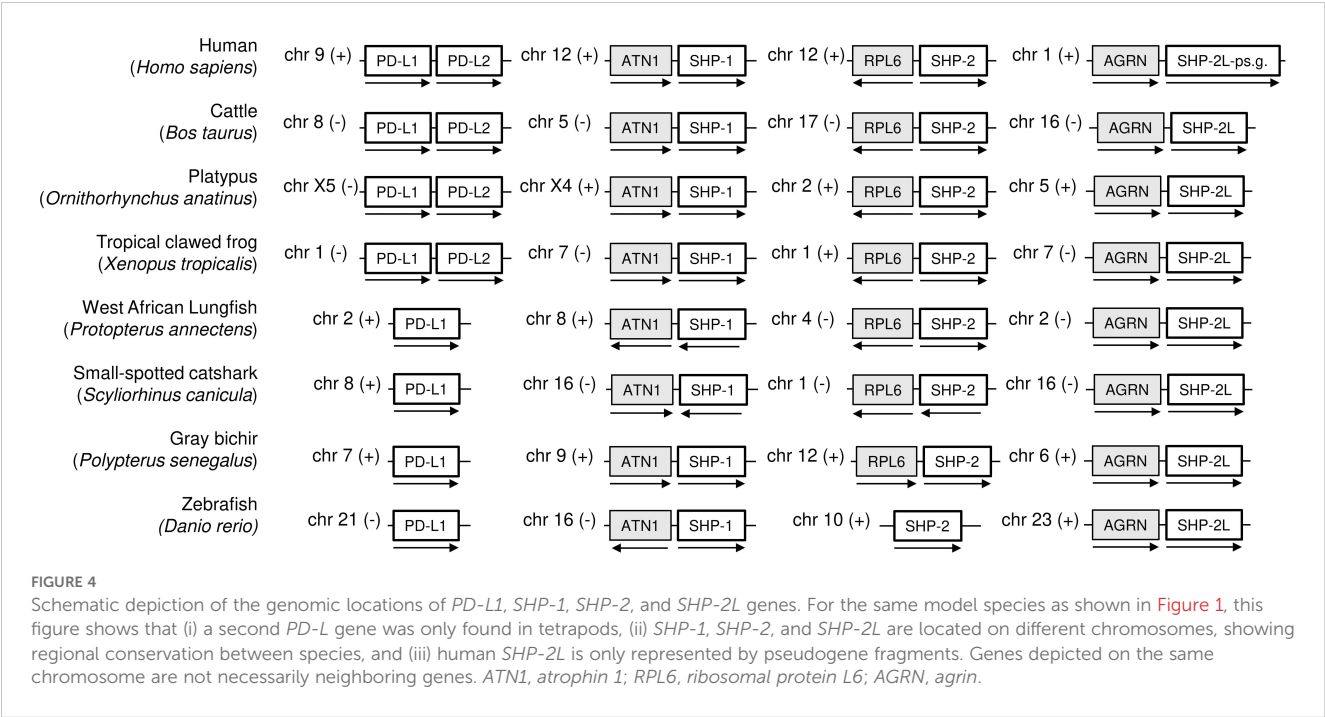 Human
(Homo sapiens)
chr 9 (+) PD-L1 PD-L2 chr 12 (+) ATN1 SHP-1 chr 12 (+) RPL6 SHP-2 chr 1 (+) AGRN SHP-2L-ps.g.
Cattle
(Bos taurus)
chr 8 (-) PD-L1 PD-L2 chr 5 (-) ATN1 SHP-1 chr 17 (-) RPL6 SHP-2 chr 16 (-) AGRN SHP-2L
Platypus
(Ornithorhynchus anatinus)
chr X5 (-) PD-L1 PD-L2 chr X4 (+) ATN1 SHP-1 chr 2 (+) RPL6 SHP-2 chr 5 (+) AGRN SHP-2L
Tropical clawed frog
(Xenopus tropicalis)
chr 1 (-) PD-L1 PD-L2 chr 7 (-) ATN1 SHP-1 chr 1 (+) RPL6 SHP-2 chr 7 (-) AGRN SHP-2L
West African Lungfish
(Protopterus annectens)
chr 2 (+) PD-L1 chr 8 (+) ATN1 SHP-1 chr 4 (-) RPL6 SHP-2 chr 2 (-) AGRN SHP-2L
Small-spotted catshark
(Scyliorhinus canicula)
chr 8 (+) PD-L1 chr 16 (-) ATN1 SHP-1 chr 1 (-) RPL6 SHP-2 chr 16 (-) AGRN SHP-2L
Gray bichir
(Polypterus senegalus)
chr 7 (+) PD-L1 chr 9 (+) ATN1 SHP-1 chr 12 (+) RPL6 SHP-2 chr 6 (+) AGRN SHP-2L
Zebrafish
(Danio rerio)
chr 21 (-) PD-L1 chr 16 (-) ATN1 SHP-1 chr 10 (+) SHP-2 chr 23 (+) AGRN SHP-2L
FIGURE 4
Schematic depiction of the genomic locations of PD-L1, SHP-1, SHP-2, and SHP-2L genes. For the same model species as shown in Figure 1, this
figure shows that (i) a second PD-L gene was only found in tetrapods, (ii) SHP-1, SHP-2, and SHP-2L are located on different chromosomes, showing
regional conservation between species, and (iii) human SHP-2L is only represented by pseudogene fragments. Genes depicted on the same
chromosome are not necessarily neighboring genes. ATN1, atrophin 1; RPL6, ribosomal protein L6; AGRN, agrin.